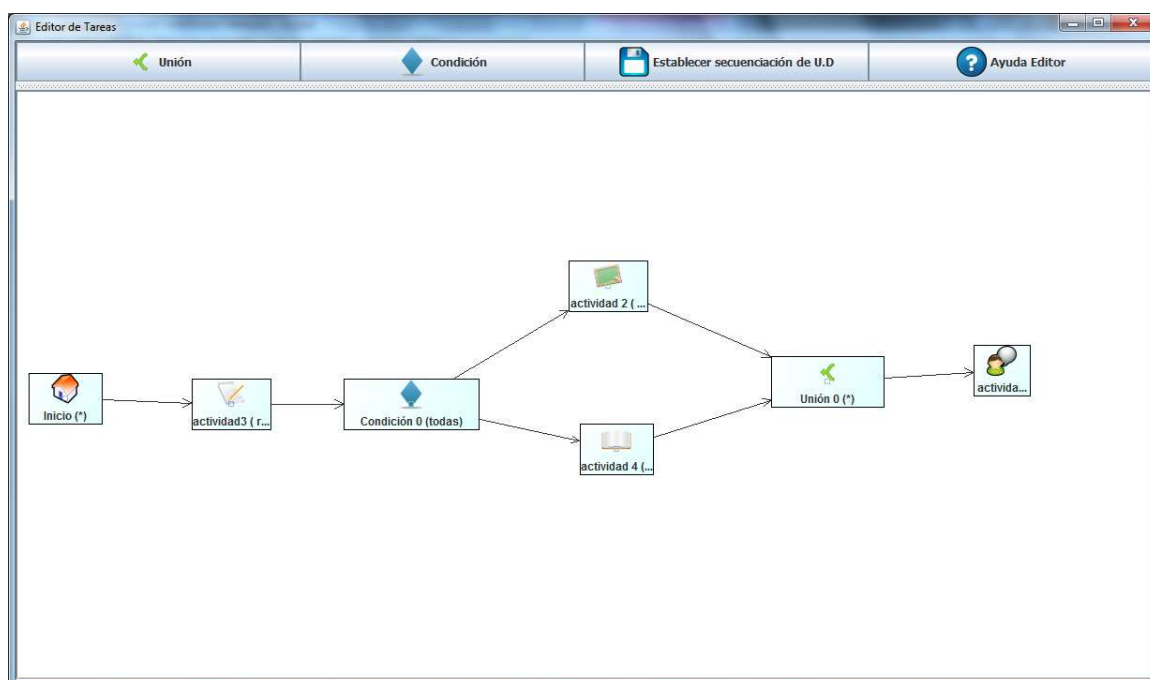 Editor de Tareas
Unión Condición Establecer secuenciación de U.D Ayuda Editor
actividad 2 ( ...
Inicio (*)
actividad3 ( r...
Condición 0 (todas)
actividad 4 (...
Unión 0 (*)
activida...